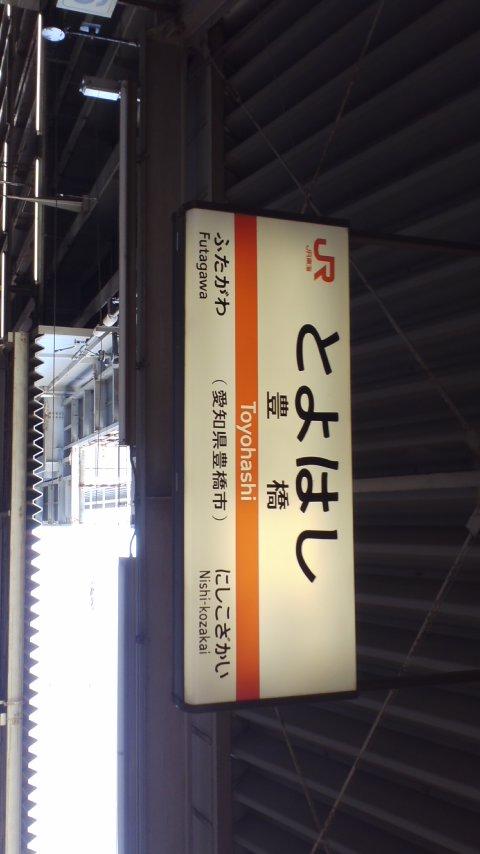 JR
JR東海
とよはし
豊橋
Toyohashi
ふたがわ
Futagawa
(愛知県豊橋市)
にしこざかい
Nishi-kozakai